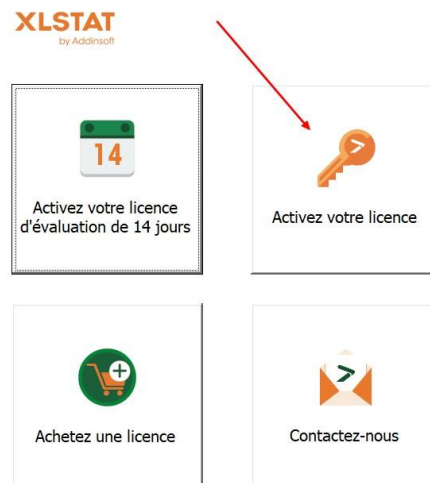 XLSTAT
by Addinsoft
14
Activez votre licence
d'évaluation de 14 jours
Activez votre licence
Achetez une licence
Contactez-nous